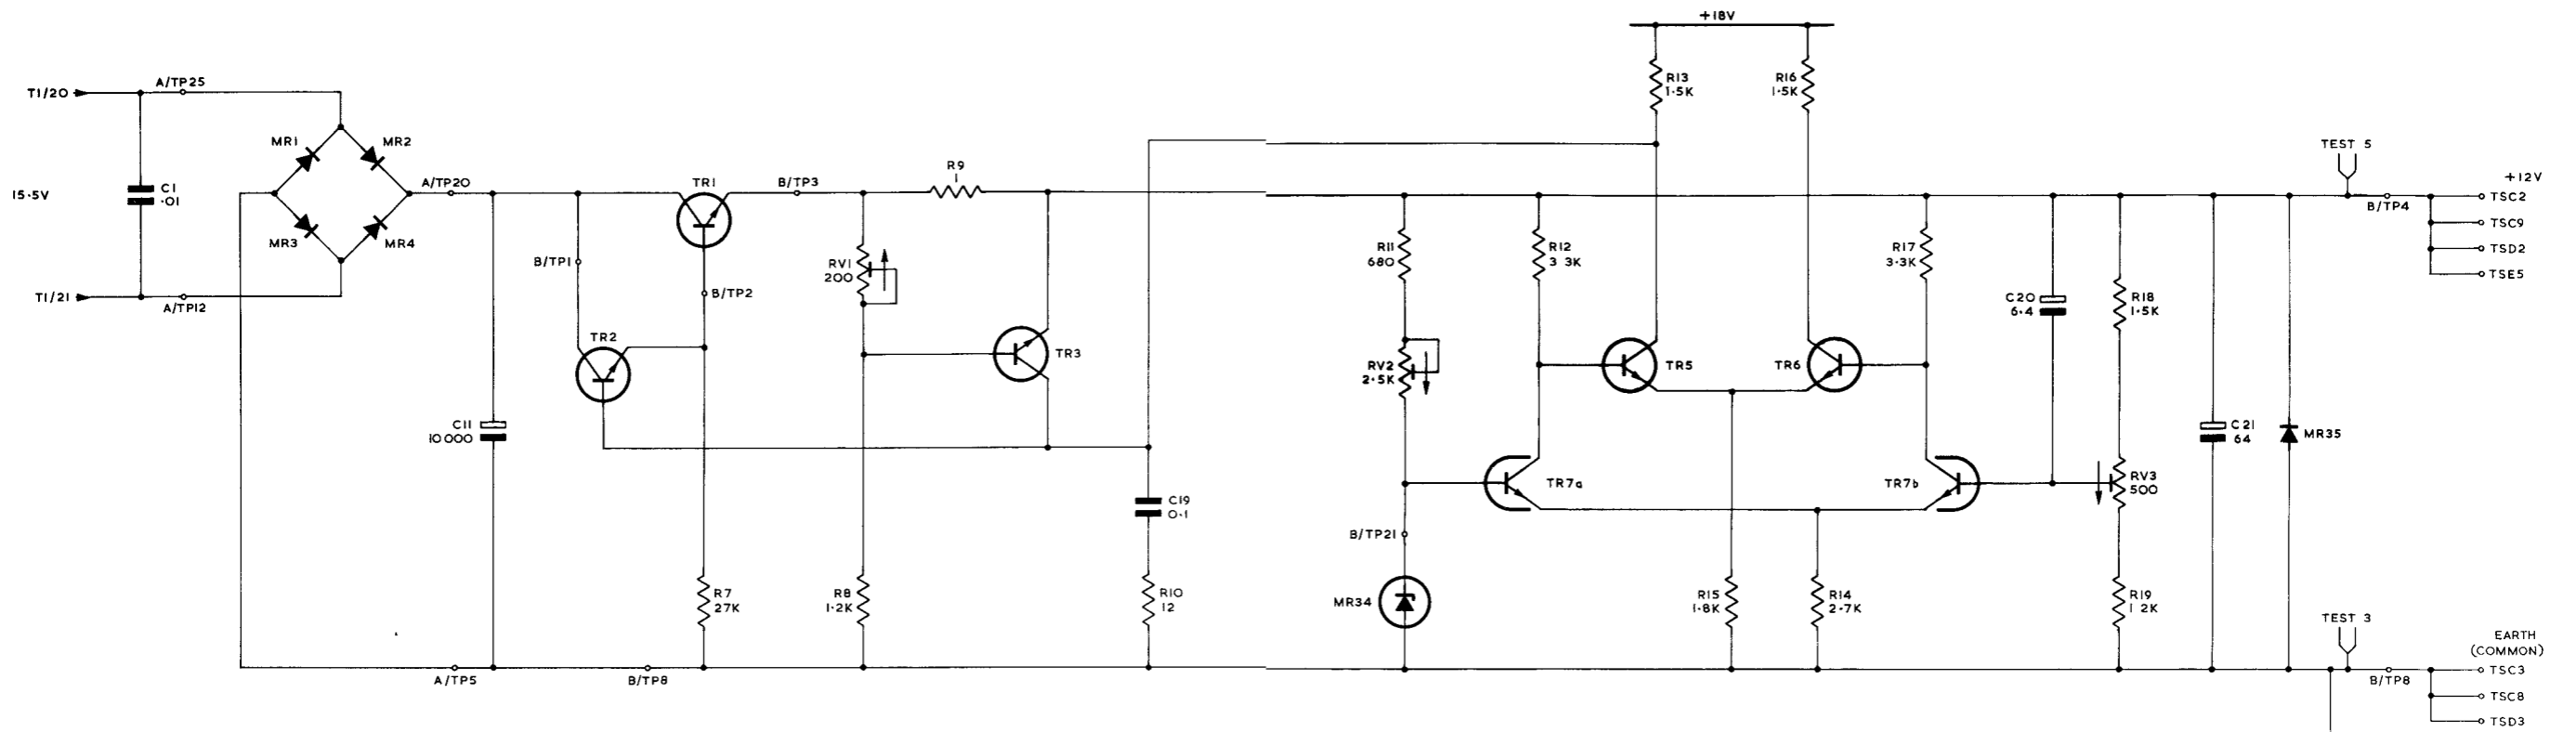 +18V
T1/20
A/TP25
R13
1·5K
R16
1·5K
MR1
MR2
TEST 5
15·5V
C1
·01
A/TP20
TR1
B/TP3
R9
1
+12V
TSC2
B/TP4
TSC9
TSD2
TSE5
MR3
MR4
B/TP1
RV1
200
R11
680
R12
3 3K
R17
3·3K
T1/21
A/TP12
B/TP2
C20
6·4
R18
1·5K
TR2
TR3
RV2
2·5K
TR5
TR6
C11
10000
C21
64
MR35
C19
0·1
TR7a
TR7b
RV3
500
B/TP21
R7
27K
R8
1·2K
R10
12
MR34
R15
1·8K
R14
2·7K
R19
1 2K
TEST 3
EARTH
(COMMON)
A/TP5
B/TP8
B/TP8
TSC3
TSC8
TSD3